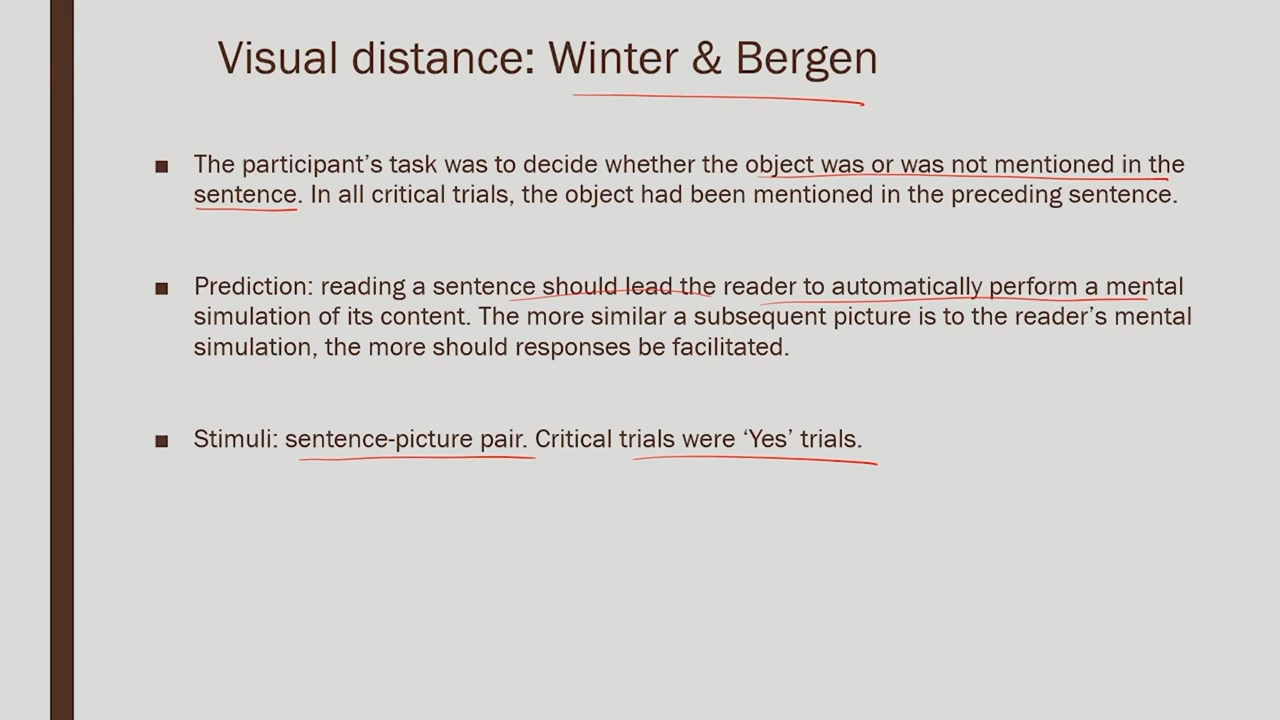 Visual distance: Winter & Bergen
■ The participant’s task was to decide whether the object was or was not mentioned in the
sentence. In all critical trials, the object had been mentioned in the preceding sentence.
■ Prediction: reading a sentence should lead the reader to automatically perform a mental
simulation of its content. The more similar a subsequent picture is to the reader’s mental
simulation, the more should responses be facilitated.
■ Stimuli: sentence-picture pair. Critical trials were ‘Yes’ trials.